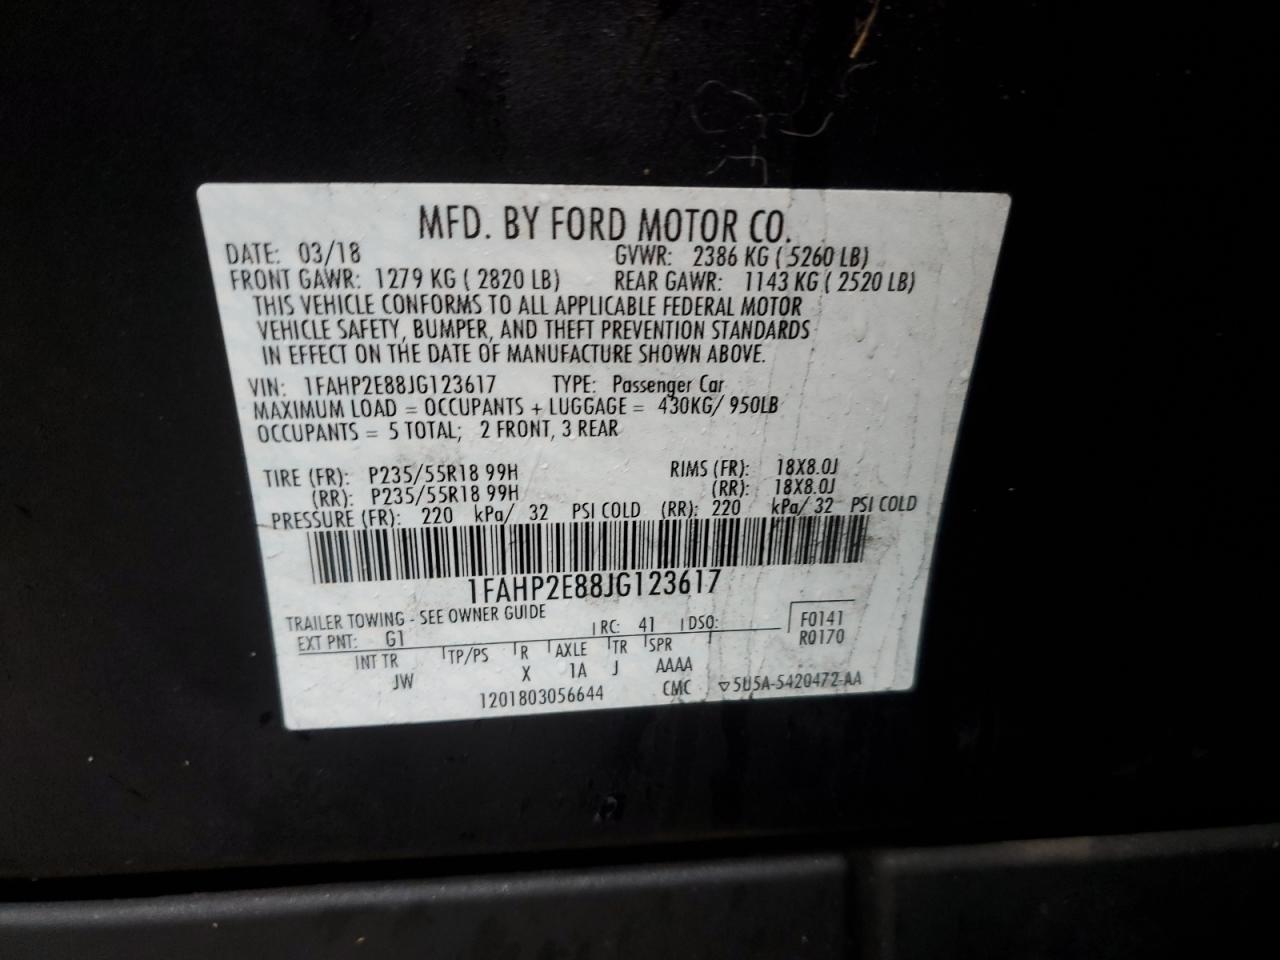 MFD. BY FORD MOTOR CO.
DATE: 03/18 GVWR: 2386 KG ( 5260 LB)
FRONT GAWR: 1279 KG ( 2820 LB) REAR GAWR: 1143 KG ( 2520 LB)
THIS VEHICLE CONFORMS TO ALL APPLICABLE FEDERAL MOTOR
VEHICLE SAFETY, BUMPER, AND THEFT PREVENTION STANDARDS
IN EFFECT ON THE DATE OF MANUFACTURE SHOWN ABOVE.
VIN: 1FAHP2E88JG123617 TYPE: Passenger Car
MAXIMUM LOAD = OCCUPANTS + LUGGAGE = 430KG/ 950LB
OCCUPANTS = 5 TOTAL; 2 FRONT, 3 REAR
TIRE (FR): P235/55R18 99H RIMS (FR): 18X8.0J
(RR): P235/55R18 99H (RR): 18X8.0J
PRESSURE (FR): 220 kPa/ 32 PSI COLD (RR): 220 kPa/ 32 PSI COLD
1FAHP2E88JG123617
TRAILER TOWING - SEE OWNER GUIDE
EXT PNT: G1 RC: 41 DSO: F0141
R0170
INT TR TP/PS R AXLE TR SPR
JW X 1A J AAAA
1201803056644 CMC ▽5U5A-5420472-AA